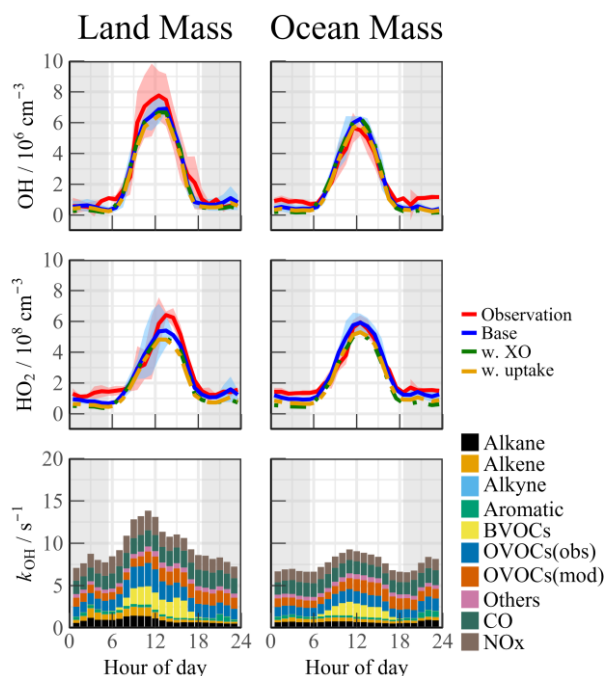 Land Mass Ocean Mass
OH / 10⁶ cm⁻³
10
8
6
4
2
0
HO₂ / 10⁸ cm⁻³
10
8
6
4
2
0
Observation
Base
w. XO
w. uptake
k_OH / s⁻¹
20
15
10
5
0
Alkane
Alkene
Alkyne
Aromatic
BVOCs
OVOCs(obs)
OVOCs(mod)
Others
CO
NOx
0 6 12 18 24 0 6 12 18 24
Hour of day Hour of day